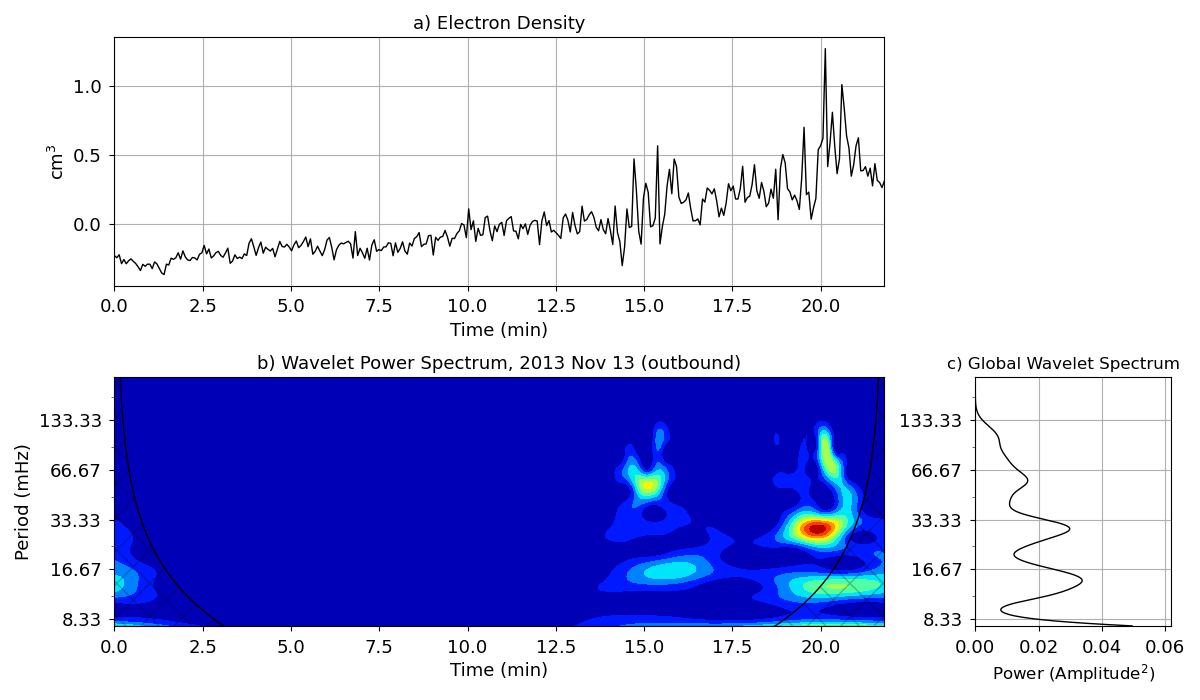 a) Electron Density
1.0
0.5
0.0
cm³
0.0 2.5 5.0 7.5 10.0 12.5 15.0 17.5 20.0
Time (min)
b) Wavelet Power Spectrum, 2013 Nov 13 (outbound)
133.33
66.67
33.33
16.67
8.33
Period (mHz)
0.0 2.5 5.0 7.5 10.0 12.5 15.0 17.5 20.0
Time (min)
c) Global Wavelet Spectrum
133.33
66.67
33.33
16.67
8.33
0.00 0.02 0.04 0.06
Power (Amplitude²)